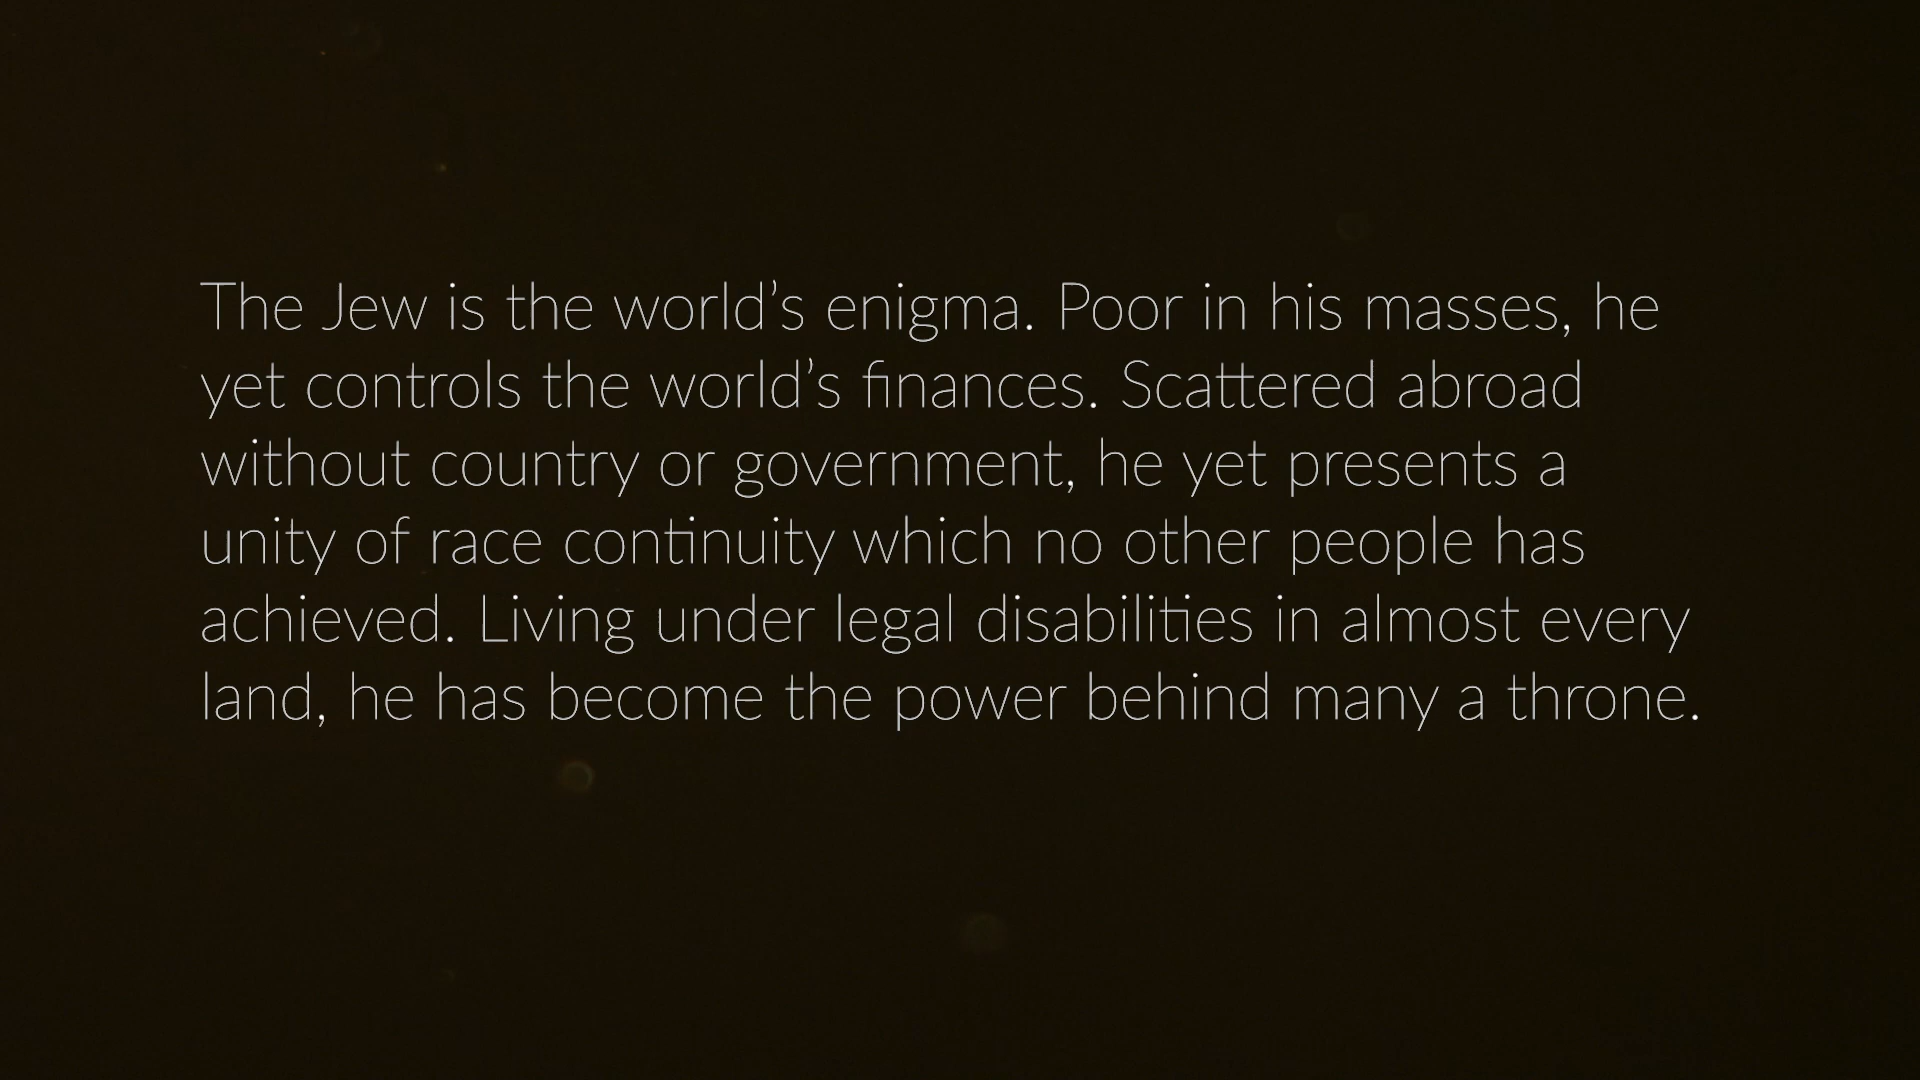 The Jew is the world’s enigma. Poor in his masses, he
yet controls the world’s finances. Scattered abroad
without country or government, he yet presents a
unity of race continuity which no other people has
achieved. Living under legal disabilities in almost every
land, he has become the power behind many a throne.